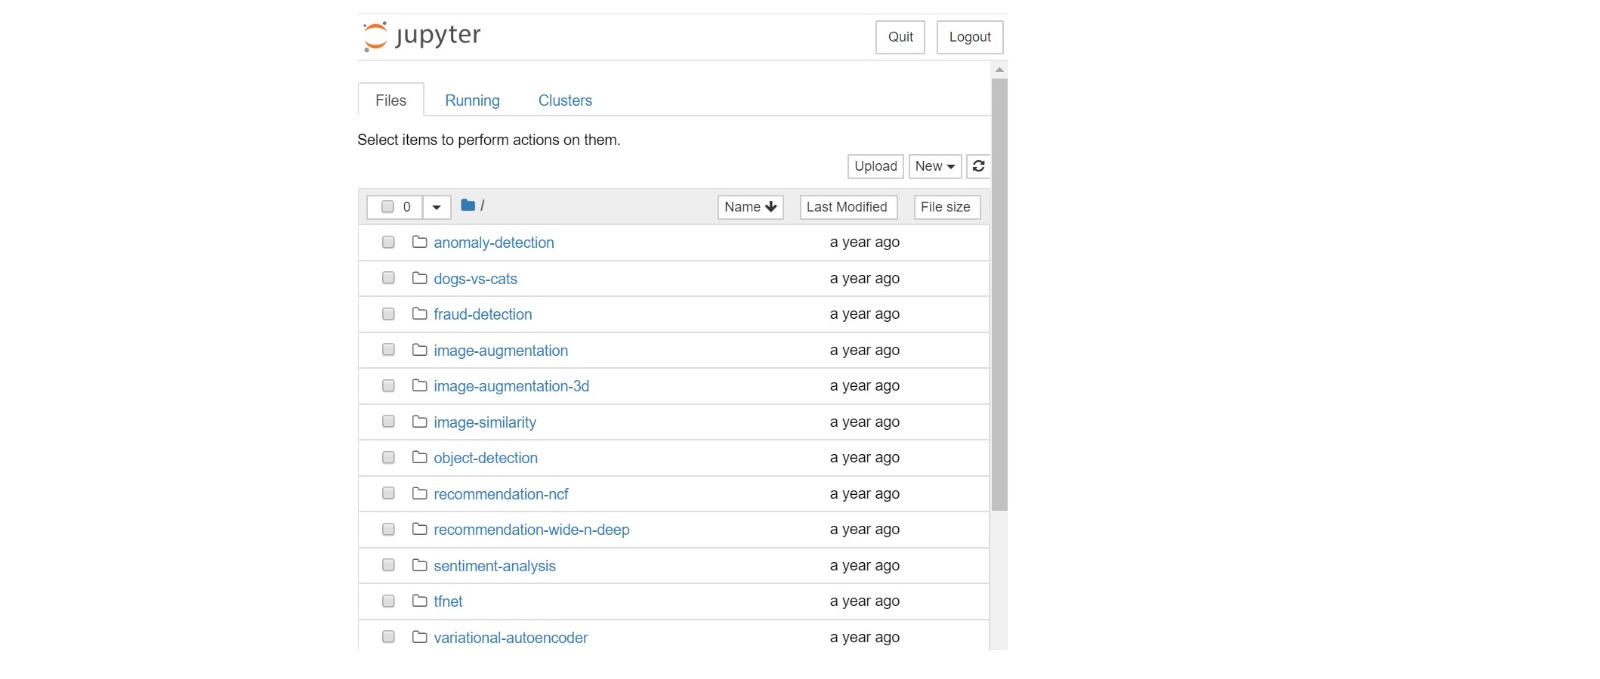 jupyter Quit Logout
Files Running Clusters
Select items to perform actions on them.
Upload New
0 / Name Last Modified File size
anomaly-detection a year ago
dogs-vs-cats a year ago
fraud-detection a year ago
image-augmentation a year ago
image-augmentation-3d a year ago
image-similarity a year ago
object-detection a year ago
recommendation-ncf a year ago
recommendation-wide-n-deep a year ago
sentiment-analysis a year ago
tfnet a year ago
variational-autoencoder a year ago